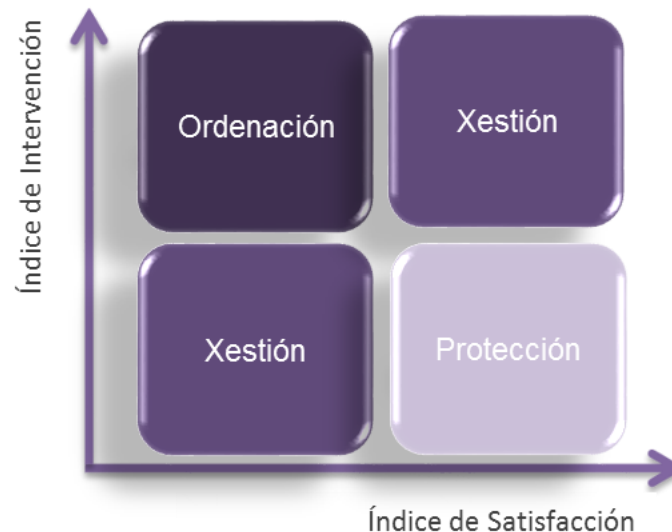 Índice de Intervención
Ordenación
Xestión
Xestión
Protección
Índice de Satisfacción